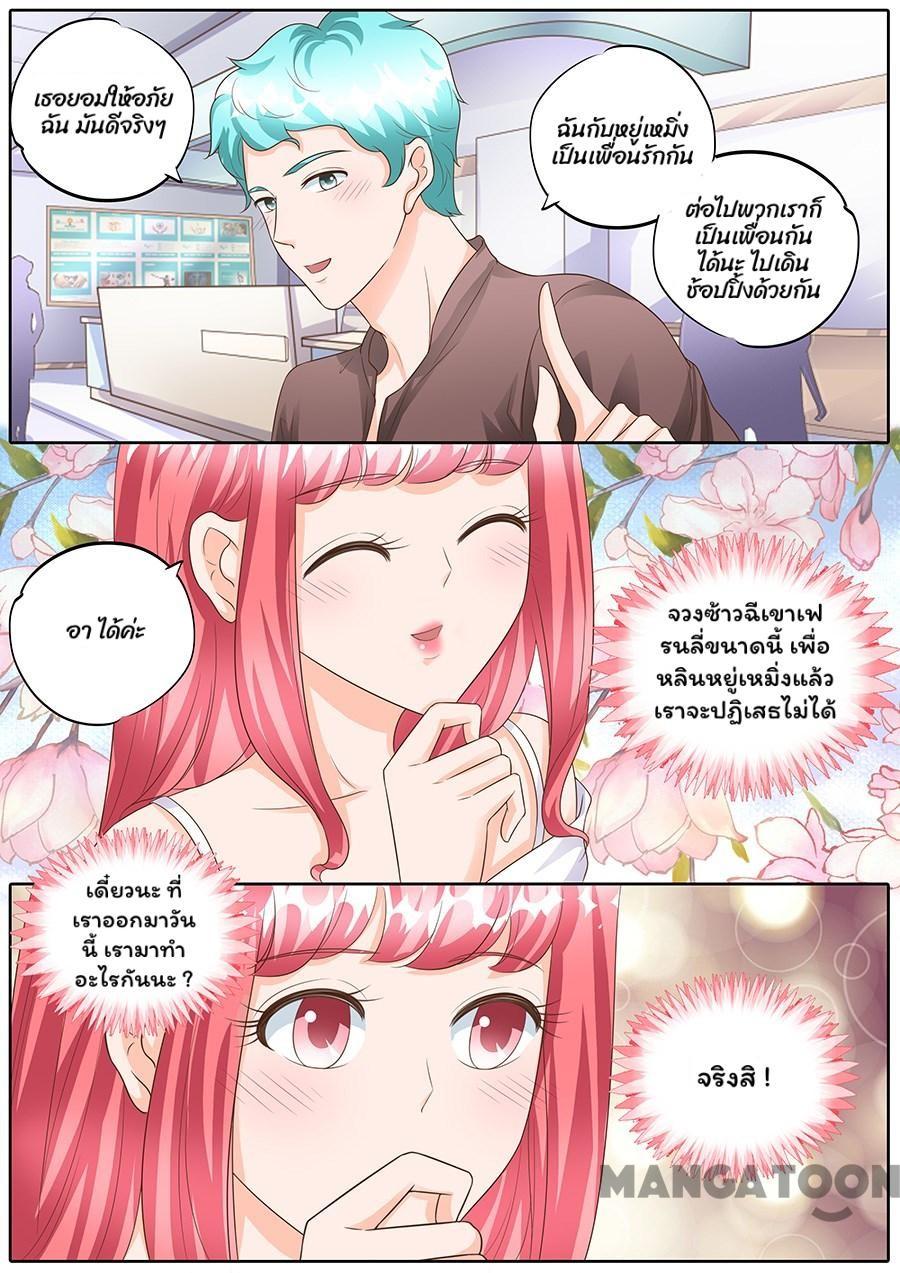 เธอยอมให้อภัย
ฉัน มันดีจริงๆ
ฉันกับหยู่เหมิ่ง
เป็นเพื่อนรักกัน
ต่อไปพวกเราก็
เป็นเพื่อนกัน
ได้นะ ไปเดิน
ช้อปปิ้งด้วยกัน
อา ได้ค่ะ
จวงซ้าวฉีเขาเฟ
รนลี่ขนาดนี้ เพื่อ
หลินหยู่เหมิ่งแล้ว
เราจะปฏิเสธไม่ได้
เดี๋ยวนะ ที่
เราออกมาวัน
นี้ เรามาทำ
อะไรกันนะ ?
จริงสิ !
MANGATOON